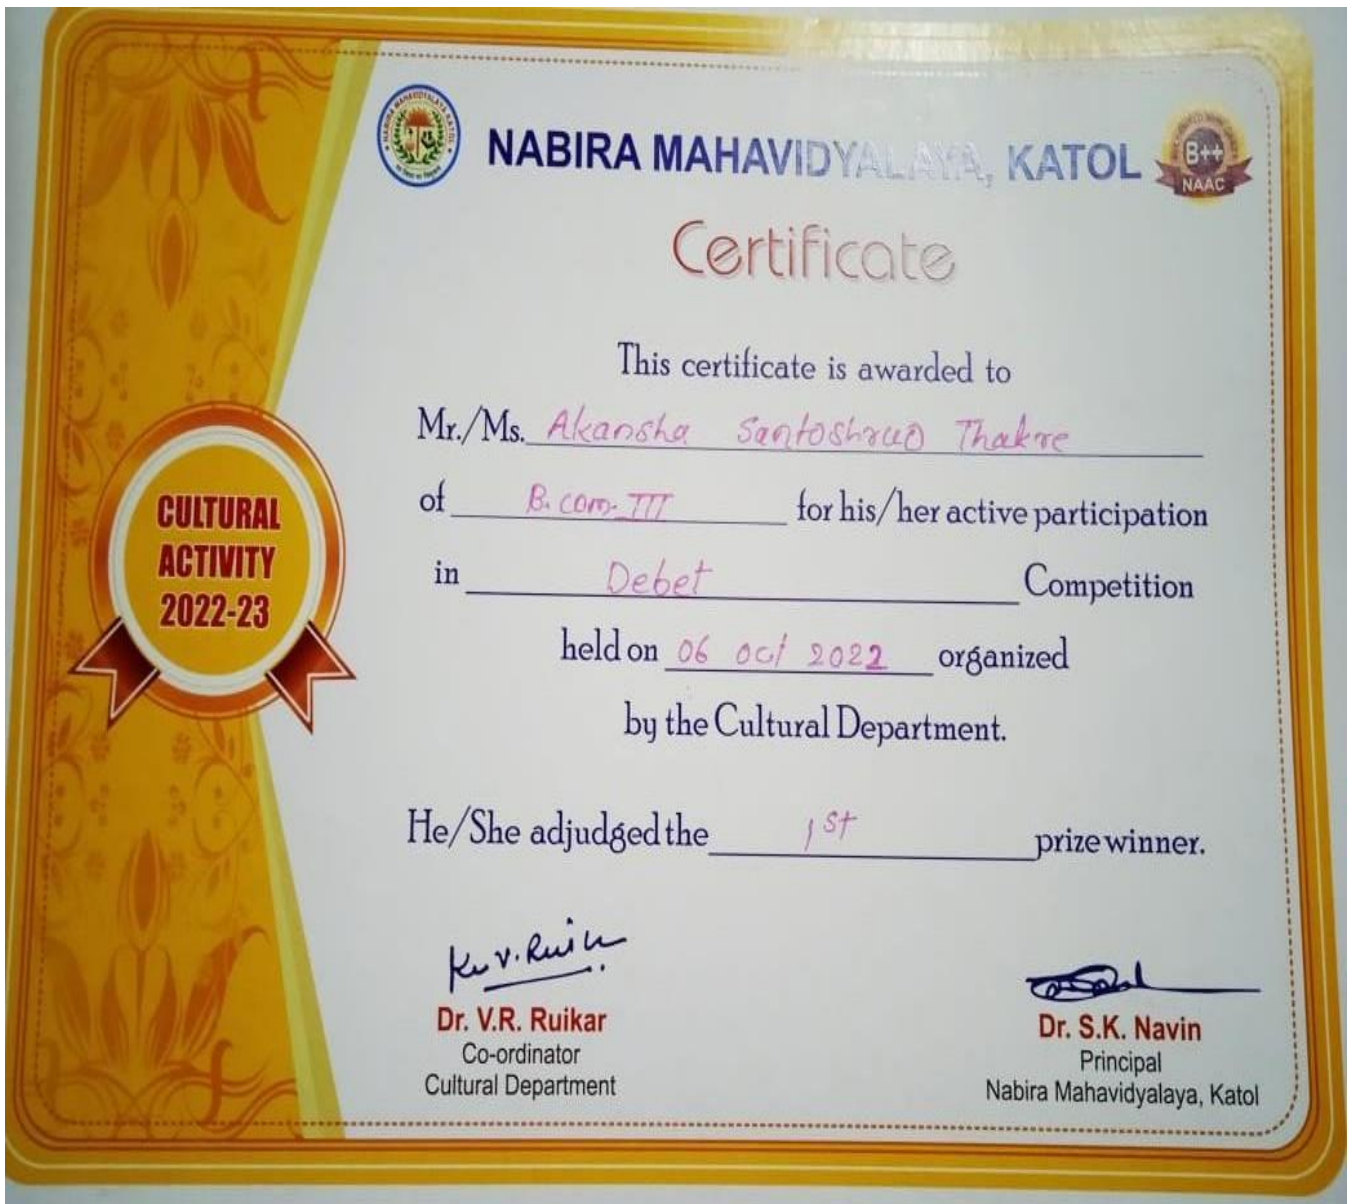 NABIRA MAHAVIDYALAYA, KATOL
B++
NAAC
Certificate
This certificate is awarded to
Mr./Ms. Akansha Santoshrao Thakre
of B.com-III for his/her active participation
in Debet Competition
held on 06 oct 2022 organized
by the Cultural Department.
He/She adjudged the 1st prize winner.
CULTURAL
ACTIVITY
2022-23
Dr. V.R. Ruikar
Co-ordinator
Cultural Department
Dr. S.K. Navin
Principal
Nabira Mahavidyalaya, Katol